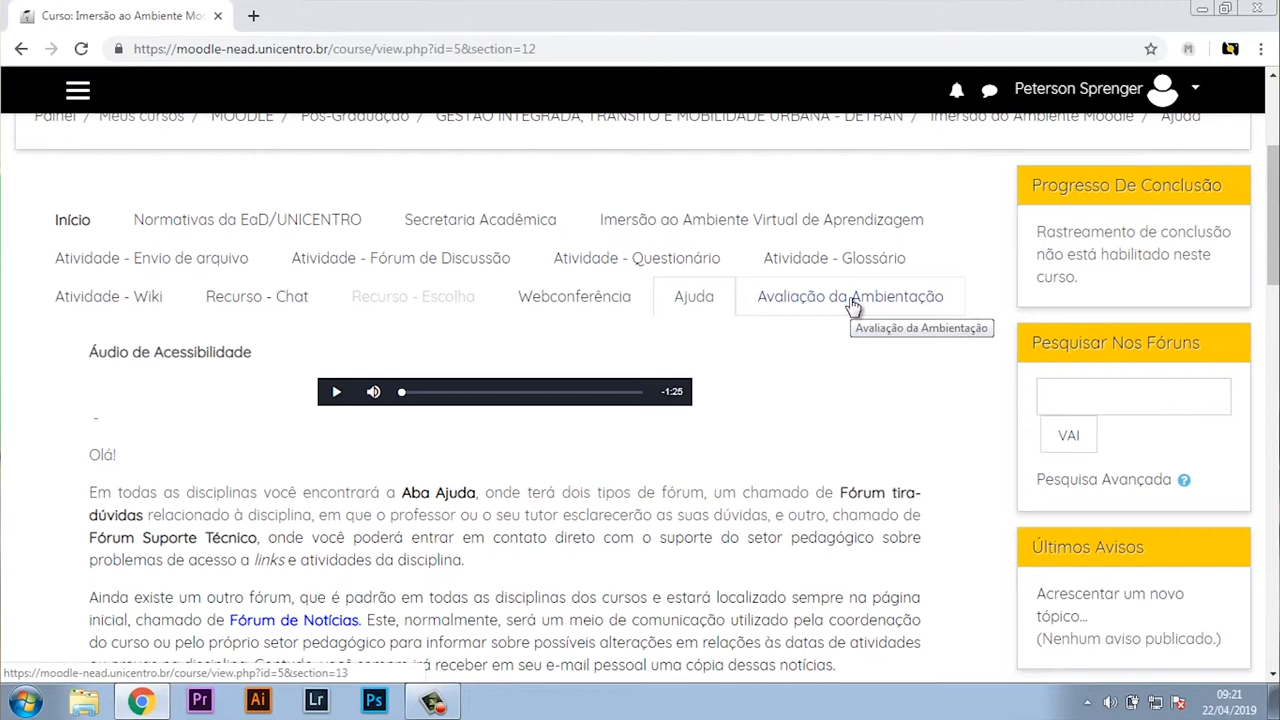 Curso: Imersão ao Ambiente Mo
https://moodle-nead.unicentro.br/course/view.php?id=5&section=12
Peterson Sprenger
Painel / Meus cursos / MOODLE / Pós-Graduação / GESTÃO INTEGRADA, TRÂNSITO E MOBILIDADE URBANA - DETRAN / Imersão ao Ambiente Moodle / Ajuda
Início Normativas da EaD/UNICENTRO Secretaria Acadêmica Imersão ao Ambiente Virtual de Aprendizagem
Atividade - Envio de arquivo Atividade - Fórum de Discussão Atividade - Questionário Atividade - Glossário
Atividade - Wiki Recurso - Chat Recurso - Escolha Webconferência Ajuda Avaliação da Ambientação
Avaliação da Ambientação
Áudio de Acessibilidade
-1:25
-
Olá!
Em todas as disciplinas você encontrará a Aba Ajuda, onde terá dois tipos de fórum, um chamado de Fórum tira-
dúvidas relacionado à disciplina, em que o professor ou o seu tutor esclarecerão as suas dúvidas, e outro, chamado de
Fórum Suporte Técnico, onde você poderá entrar em contato direto com o suporte do setor pedagógico sobre
problemas de acesso a links e atividades da disciplina.
Ainda existe um outro fórum, que é padrão em todas as disciplinas dos cursos e estará localizado sempre na página
inicial, chamado de Fórum de Notícias. Este, normalmente, será um meio de comunicação utilizado pela coordenação
do curso ou pelo próprio setor pedagógico para informar sobre possíveis alterações em relações às datas de atividades
ou provas na disciplina. Contudo, você sempre irá receber em seu e-mail pessoal uma cópia dessas notícias.
Progresso De Conclusão
Rastreamento de conclusão
não está habilitado neste
curso.
Pesquisar Nos Fóruns
VAI
Pesquisa Avançada
Últimos Avisos
Acrescentar um novo
tópico...
(Nenhum aviso publicado.)
https://moodle-nead.unicentro.br/course/view.php?id=5&section=13
Pr Ai Lr Ps
09:21
22/04/2019